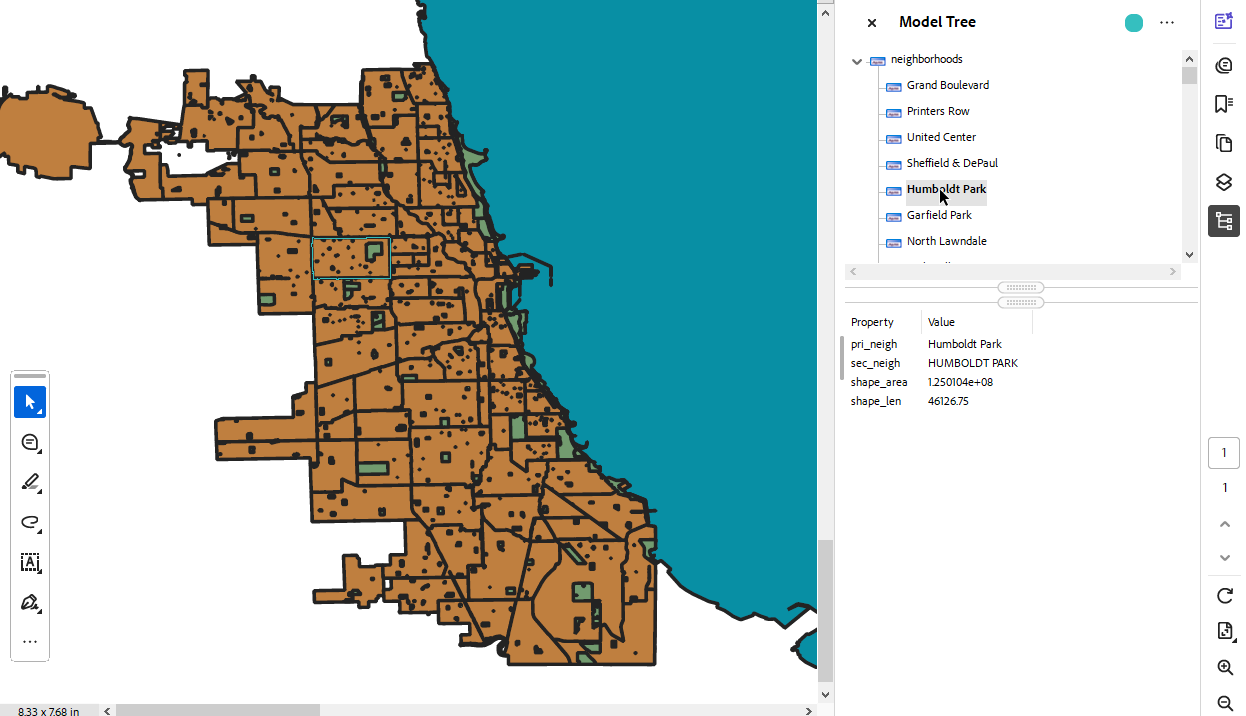 Model Tree
neighborhoods
Grand Boulevard
Printers Row
United Center
Sheffield & DePaul
Humboldt Park
Garfield Park
North Lawndale
Property Value
pri_neigh Humboldt Park
sec_neigh HUMBOLDT PARK
shape_area 1.250104e+08
shape_len 46126.75
1
1
8.33 x 7.68 in